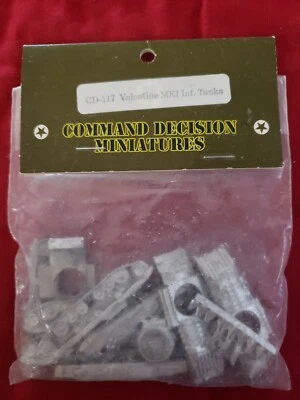 CD-117 Valentine MKI Inf. Tanks
COMMAND DECISION
MINIATURES